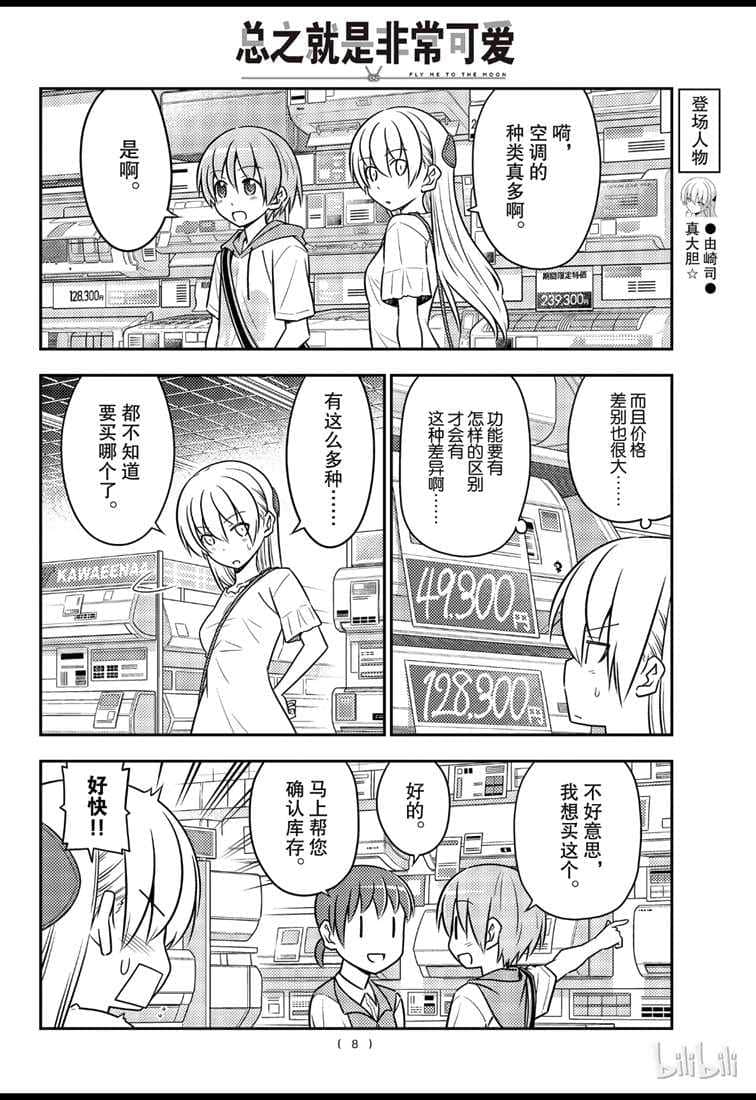 总之就是非常可爱
FLY ME TO THE MOON
登场人物
●由崎司●
真大胆☆
嗬，
空调的
种类真多啊。
是啊。
128,300円
期間限定特価
239,300円
而且价格
差别也很
大……
功能要有
怎样的区别
才会有
这种差异啊……
49,300円
128,300円
有这么多种……
都不知道
要买哪个了。
KAWAEENAA
不好意思，
我想买这个。
好的。
马上帮您
确认库存。
好快!!
( 8 )
bilibili